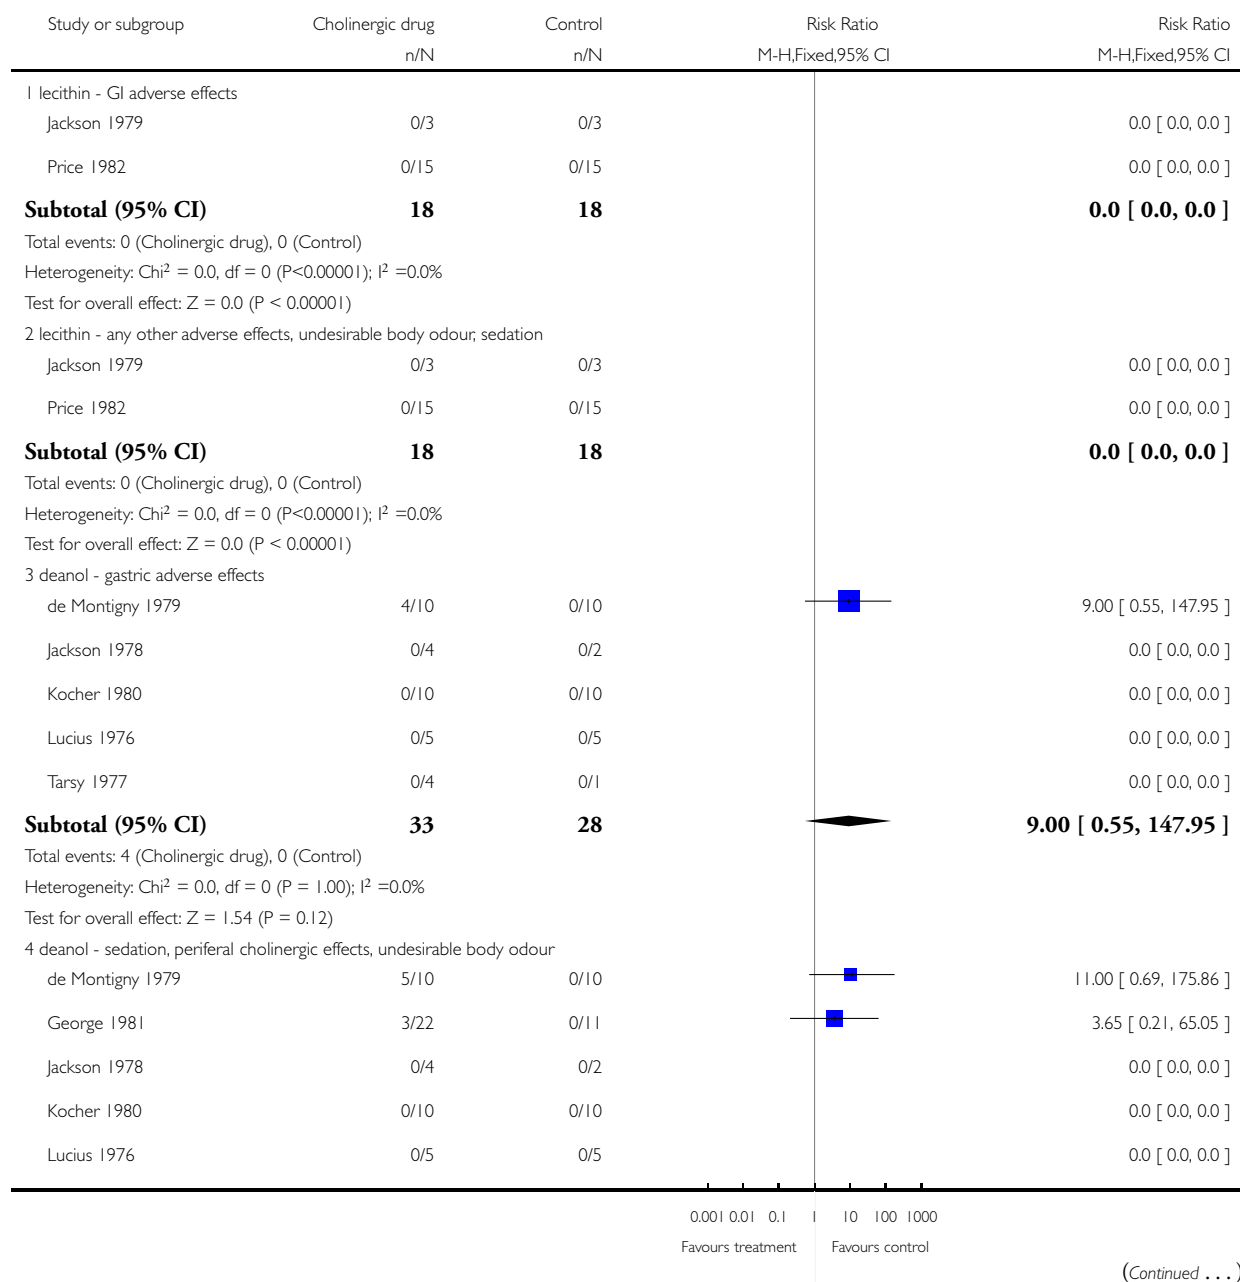 Study or subgroup Cholinergic drug Control Risk Ratio Risk Ratio
n/N n/N M-H,Fixed,95% CI M-H,Fixed,95% CI
1 lecithin - GI adverse effects
Jackson 1979 0/3 0/3 0.0 [ 0.0, 0.0 ]
Price 1982 0/15 0/15 0.0 [ 0.0, 0.0 ]
Subtotal (95% CI) 18 18 0.0 [ 0.0, 0.0 ]
Total events: 0 (Cholinergic drug), 0 (Control)
Heterogeneity: Chi² = 0.0, df = 0 (P<0.00001); I² =0.0%
Test for overall effect: Z = 0.0 (P < 0.00001)
2 lecithin - any other adverse effects, undesirable body odour, sedation
Jackson 1979 0/3 0/3 0.0 [ 0.0, 0.0 ]
Price 1982 0/15 0/15 0.0 [ 0.0, 0.0 ]
Subtotal (95% CI) 18 18 0.0 [ 0.0, 0.0 ]
Total events: 0 (Cholinergic drug), 0 (Control)
Heterogeneity: Chi² = 0.0, df = 0 (P<0.00001); I² =0.0%
Test for overall effect: Z = 0.0 (P < 0.00001)
3 deanol - gastric adverse effects
de Montigny 1979 4/10 0/10 9.00 [ 0.55, 147.95 ]
Jackson 1978 0/4 0/2 0.0 [ 0.0, 0.0 ]
Kocher 1980 0/10 0/10 0.0 [ 0.0, 0.0 ]
Lucius 1976 0/5 0/5 0.0 [ 0.0, 0.0 ]
Tarsy 1977 0/4 0/1 0.0 [ 0.0, 0.0 ]
Subtotal (95% CI) 33 28 9.00 [ 0.55, 147.95 ]
Total events: 4 (Cholinergic drug), 0 (Control)
Heterogeneity: Chi² = 0.0, df = 0 (P = 1.00); I² =0.0%
Test for overall effect: Z = 1.54 (P = 0.12)
4 deanol - sedation, periferal cholinergic effects, undesirable body odour
de Montigny 1979 5/10 0/10 11.00 [ 0.69, 175.86 ]
George 1981 3/22 0/11 3.65 [ 0.21, 65.05 ]
Jackson 1978 0/4 0/2 0.0 [ 0.0, 0.0 ]
Kocher 1980 0/10 0/10 0.0 [ 0.0, 0.0 ]
Lucius 1976 0/5 0/5 0.0 [ 0.0, 0.0 ]
0.001 0.01 0.1 1 10 100 1000
Favours treatment Favours control
(Continued . . . )